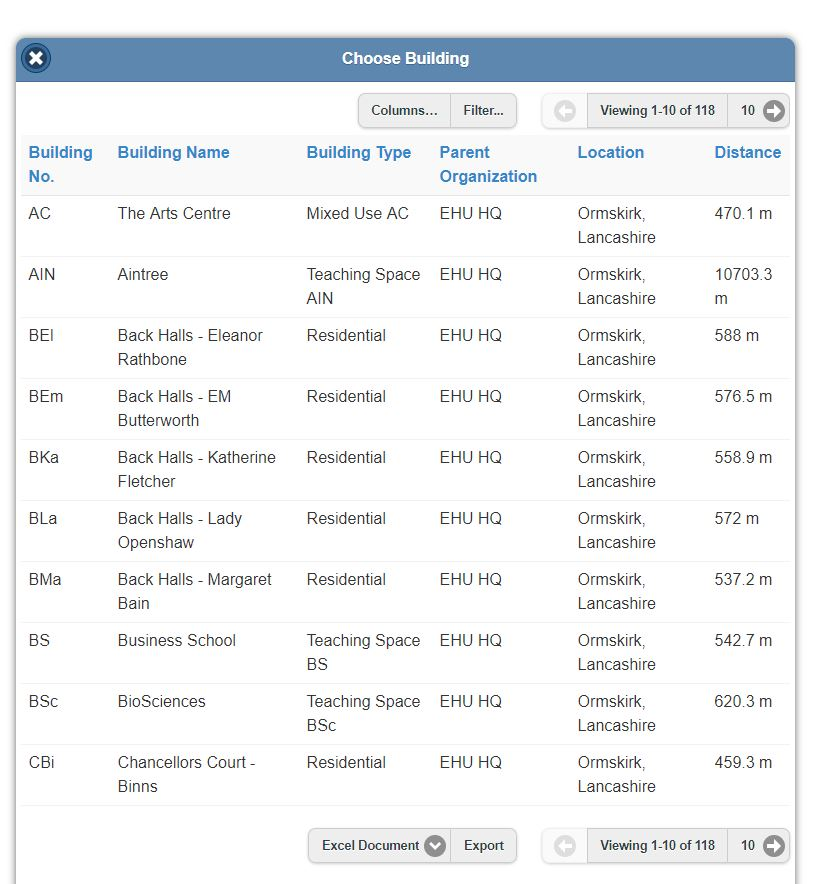 Choose Building
Columns... Filter... Viewing 1-10 of 118 10
Building No. Building Name Building Type Parent Organization Location Distance
AC The Arts Centre Mixed Use AC EHU HQ Ormskirk, Lancashire 470.1 m
AIN Aintree Teaching Space AIN EHU HQ Ormskirk, Lancashire 10703.3 m
BEl Back Halls - Eleanor Rathbone Residential EHU HQ Ormskirk, Lancashire 588 m
BEm Back Halls - EM Butterworth Residential EHU HQ Ormskirk, Lancashire 576.5 m
BKa Back Halls - Katherine Fletcher Residential EHU HQ Ormskirk, Lancashire 558.9 m
BLa Back Halls - Lady Openshaw Residential EHU HQ Ormskirk, Lancashire 572 m
BMa Back Halls - Margaret Bain Residential EHU HQ Ormskirk, Lancashire 537.2 m
BS Business School Teaching Space BS EHU HQ Ormskirk, Lancashire 542.7 m
BSc BioSciences Teaching Space BSc EHU HQ Ormskirk, Lancashire 620.3 m
CBi Chancellors Court - Binns Residential EHU HQ Ormskirk, Lancashire 459.3 m
Excel Document Export Viewing 1-10 of 118 10